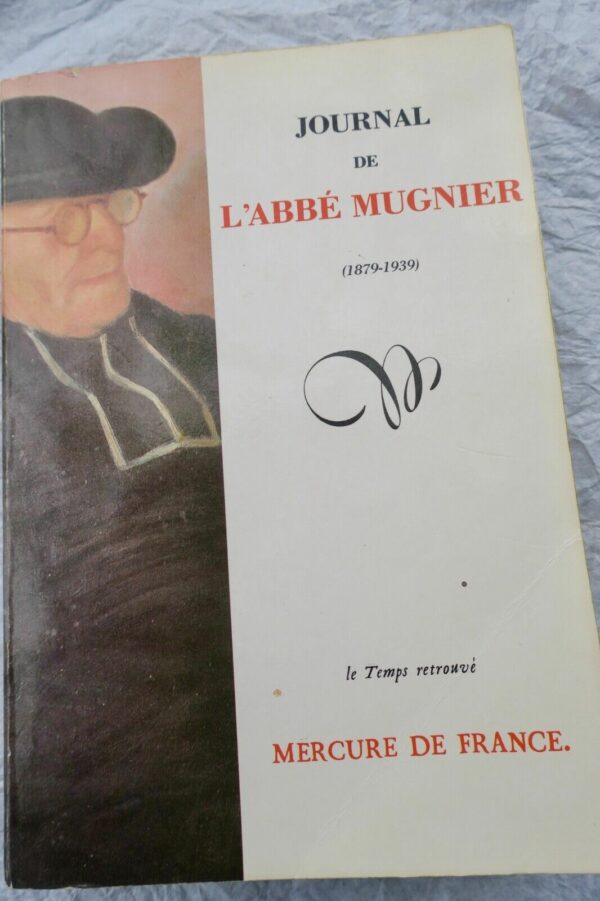 JOURNAL
DE
L'ABBÉ MUGNIER
(1879-1939)
le Temps retrouvé
MERCURE DE FRANCE.